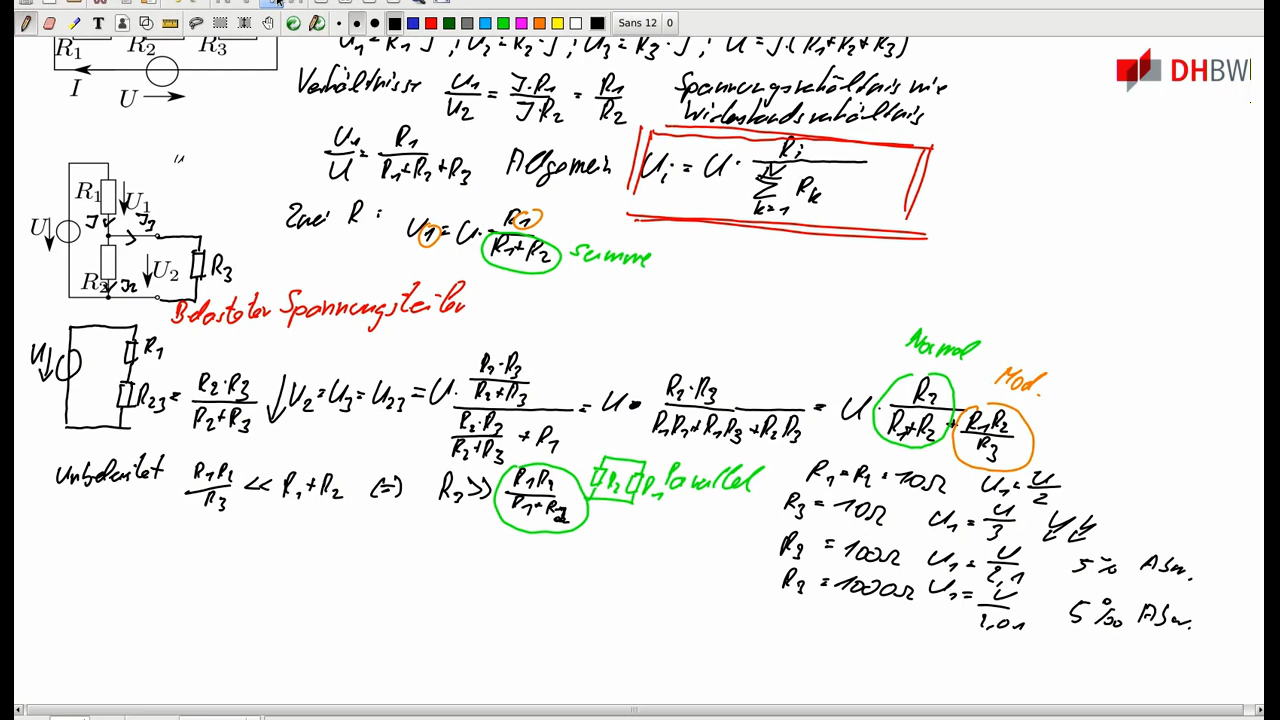 Sans 12 0
R1 R2 R3
U1 = R1·J ; U2 = R2·J ; U3 = R3·J ; U = J·(R1+R2+R3)
I U
DHBW
Verhältnisse U1/U2 = J·R1/J·R2 = R1/R2 Spannungsverhältnis wie
Widerstandsverhältnis
U1/U = R1/(R1+R2+R3) Allgemein Ui = U · Ri / ∑ k=1 N Rk
R1 U1
U J1 J3
R2 J2 U2 R3
Zwei R : U1 = U · R1/(R1+R2) Summe
Belasteter Spannungsteiler
Normal
Mod.
U R1
R23 = R2·R3/(R2+R3) U2 = U3 = U23 = U · (R2·R3/(R2+R3)) / (R2·R3/(R2+R3) + R1) = U · R2·R3/(R1R2+R1R3+R2R3) = U · R2/(R1+R2 + R1R2/R3)
Unbelastet R1R2/R3 << R1+R2 (=) R3 >> R1R2/(R1+R2) R2 R1 Parallel
R1 = R2 = 10Ω U1 = U/2
R3 = 10Ω U1 = U/3
R3 = 100Ω U1 = U/2,1 5% Abw.
R3 = 1000Ω U1 = U/2,01 5‰ Abw.